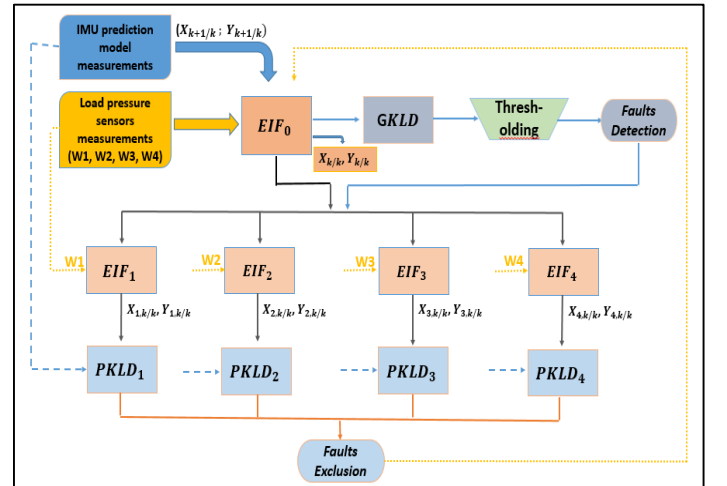 IMU prediction
model
measurements
(X_{k+1/k} ; Y_{k+1/k})
Load pressure
sensors
measurements
(W1, W2, W3, W4)
EIF_0
GKLD
Thresh-
olding
Faults
Detection
X_{k/k}, Y_{k/k}
W1
EIF_1
W2
EIF_2
W3
EIF_3
W4
EIF_4
X_{1,k/k}, Y_{1,k/k}
X_{2,k/k}, Y_{2,k/k}
X_{3,k/k}, Y_{3,k/k}
X_{4,k/k}, Y_{4,k/k}
PKLD_1
PKLD_2
PKLD_3
PKLD_4
Faults
Exclusion